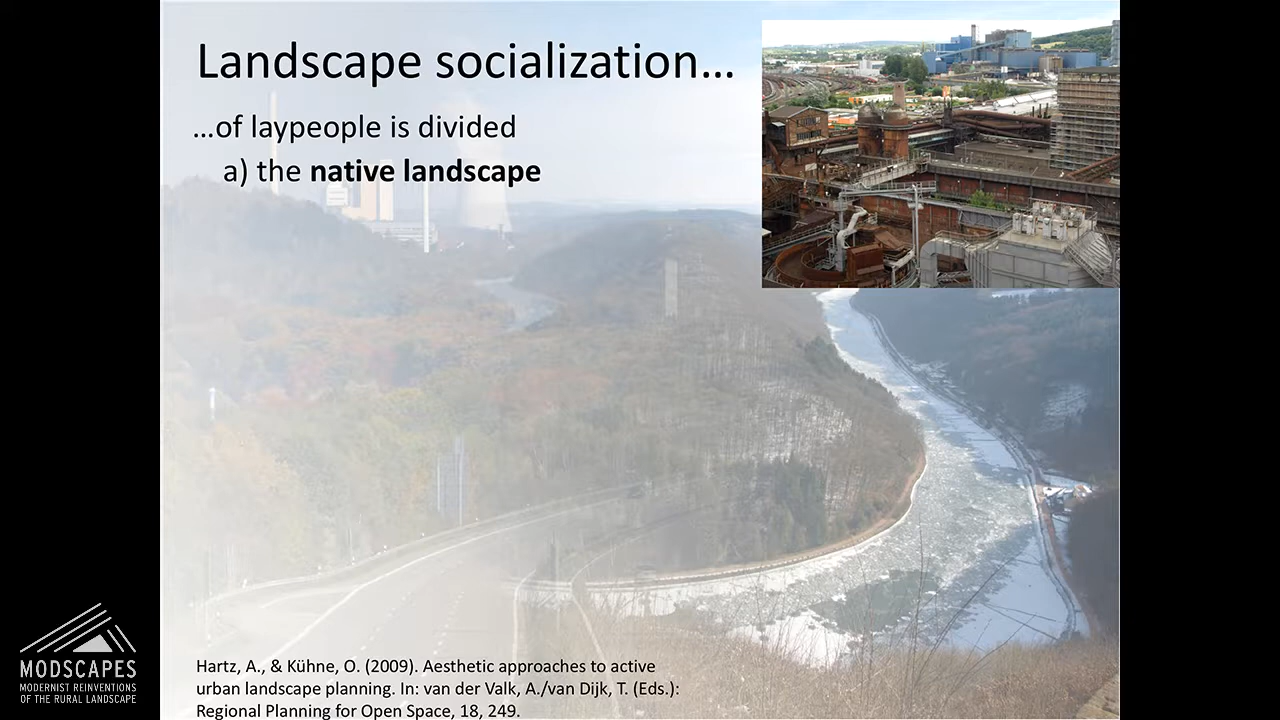 Landscape socialization…
…of laypeople is divided
a) the native landscape
Hartz, A., & Kühne, O. (2009). Aesthetic approaches to active
urban landscape planning. In: van der Valk, A./van Dijk, T. (Eds.):
Regional Planning for Open Space, 18, 249.
MODSCAPES
MODERNIST REINVENTIONS
OF THE RURAL LANDSCAPE